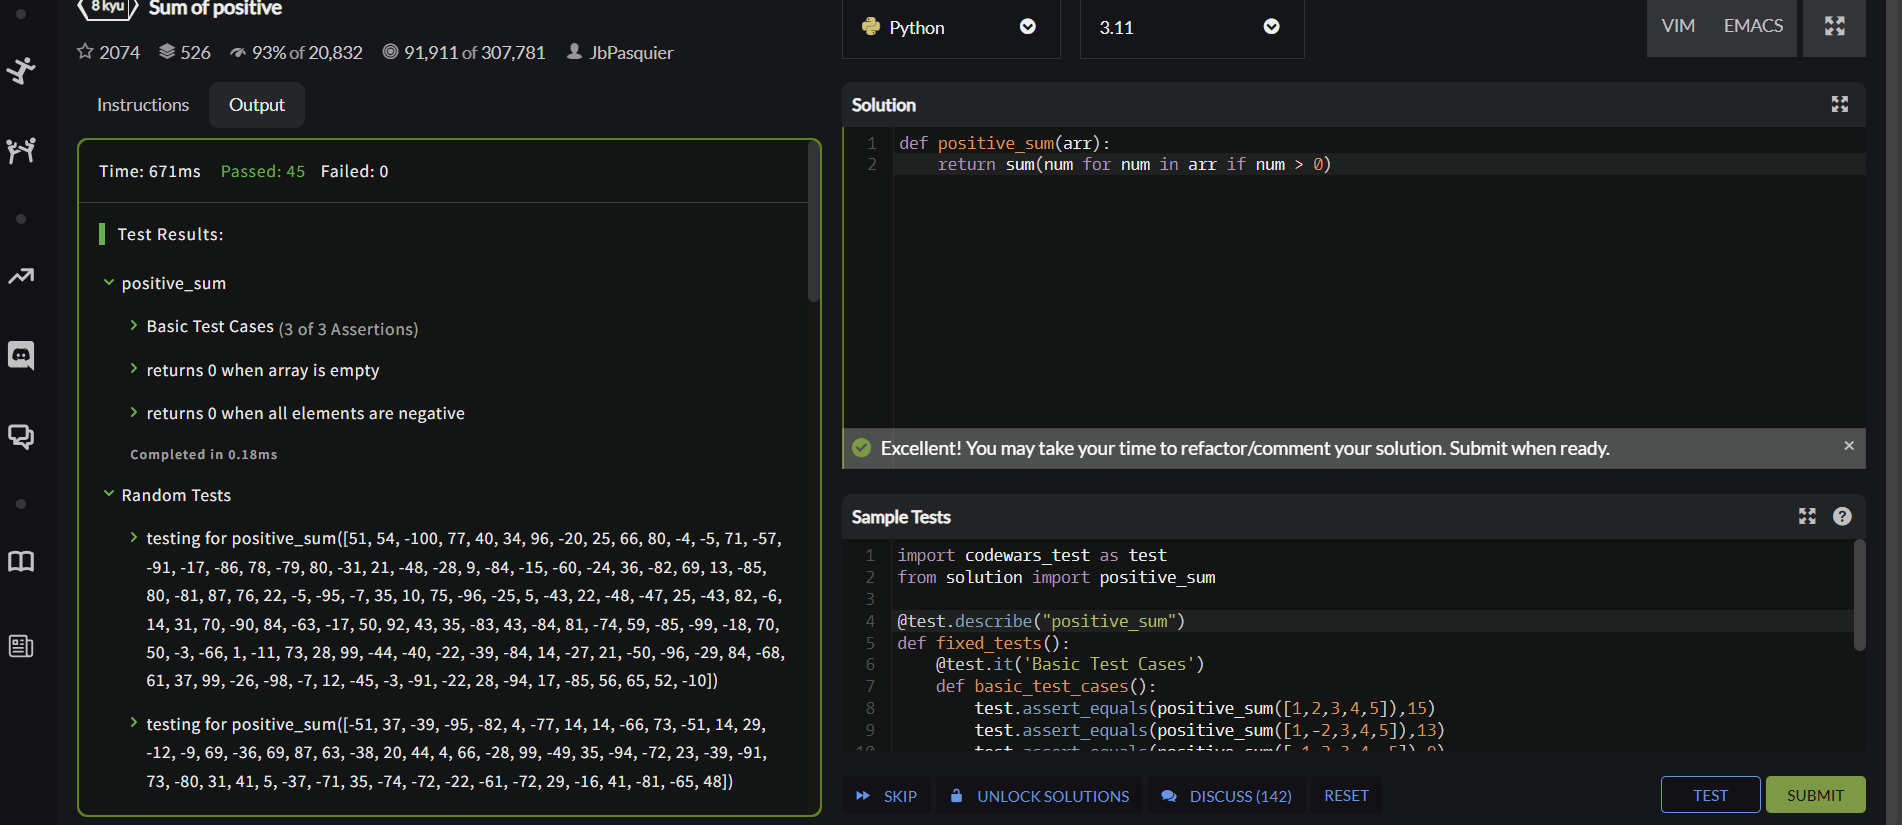 8 kyu Sum of positive
2074 526 93% of 20,832 91,911 of 307,781 JbPasquier
Instructions Output
Time: 671ms Passed: 45 Failed: 0
Test Results:
positive_sum
Basic Test Cases (3 of 3 Assertions)
returns 0 when array is empty
returns 0 when all elements are negative
Completed in 0.18ms
Random Tests
testing for positive_sum([51, 54, -100, 77, 40, 34, 96, -20, 25, 66, 80, -4, -5, 71, -57,
-91, -17, -86, 78, -79, 80, -31, 21, -48, -28, 9, -84, -15, -60, -24, 36, -82, 69, 13, -85,
80, -81, 87, 76, 22, -5, -95, -7, 35, 10, 75, -96, -25, 5, -43, 22, -48, -47, 25, -43, 82, -6,
14, 31, 70, -90, 84, -63, -17, 50, 92, 43, 35, -83, 43, -84, 81, -74, 59, -85, -99, -18, 70,
50, -3, -66, 1, -11, 73, 28, 99, -44, -40, -22, -39, -84, 14, -27, 21, -50, -96, -29, 84, -68,
61, 37, 99, -26, -98, -7, 12, -45, -3, -91, -22, 28, -94, 17, -85, 56, 65, 52, -10])
testing for positive_sum([-51, 37, -39, -95, -82, 4, -77, 14, 14, -66, 73, -51, 14, 29,
-12, -9, 69, -36, 69, 87, 63, -38, 20, 44, 4, 66, -28, 99, -49, 35, -94, -72, 23, -39, -91,
73, -80, 31, 41, 5, -37, -71, 35, -74, -72, -22, -61, -72, 29, -16, 41, -81, -65, 48])
Python 3.11 VIM EMACS
Solution
1 def positive_sum(arr):
2 return sum(num for num in arr if num > 0)
Excellent! You may take your time to refactor/comment your solution. Submit when ready. ×
Sample Tests ?
1 import codewars_test as test
2 from solution import positive_sum
3
4 @test.describe("positive_sum")
5 def fixed_tests():
6 @test.it('Basic Test Cases')
7 def basic_test_cases():
8 test.assert_equals(positive_sum([1,2,3,4,5]),15)
9 test.assert_equals(positive_sum([1,-2,3,4,5]),13)
SKIP UNLOCK SOLUTIONS DISCUSS (142) RESET TEST SUBMIT